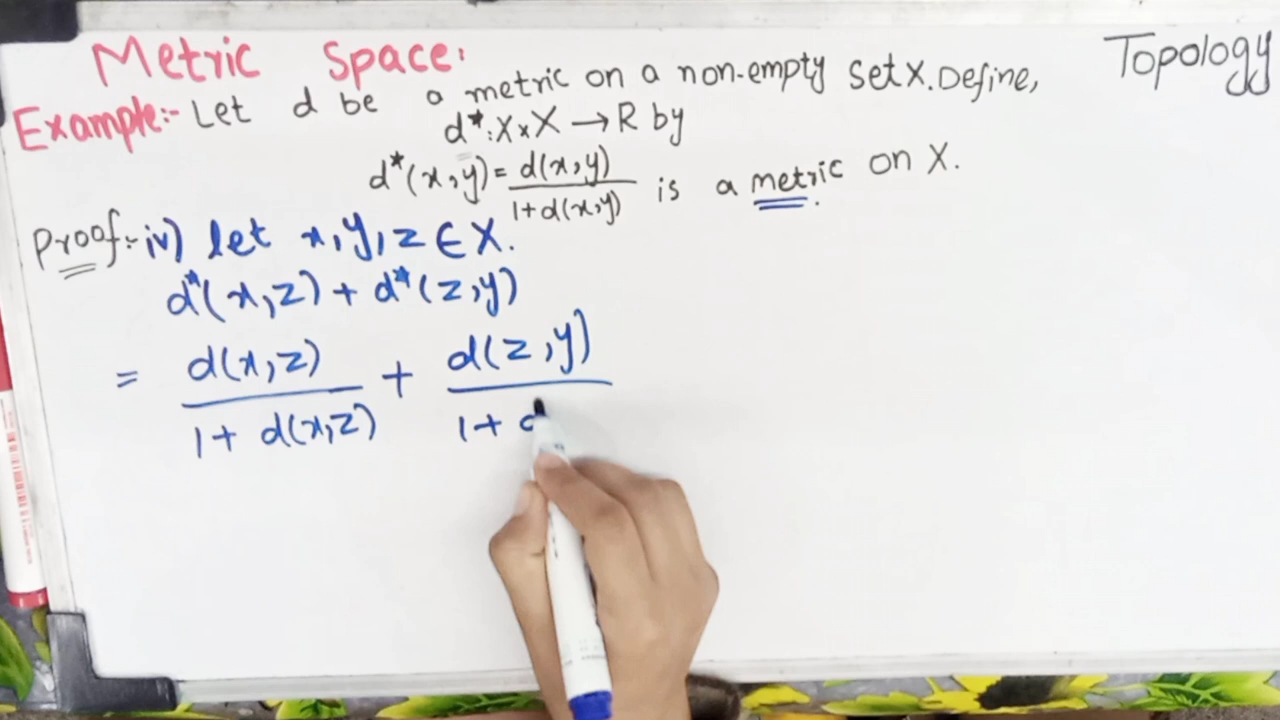 Metric Space:
Topology
Example:- Let d be a metric on a non-empty set X. Define,
d*: X × X → R by
d*(x,y) = d(x,y) / 1+d(x,y) is a metric on X.
Proof:- iv) let x, y, z ∈ X.
d*(x,z) + d*(z,y)
= d(x,z) / 1 + d(x,z) + d(z,y) / 1 + d